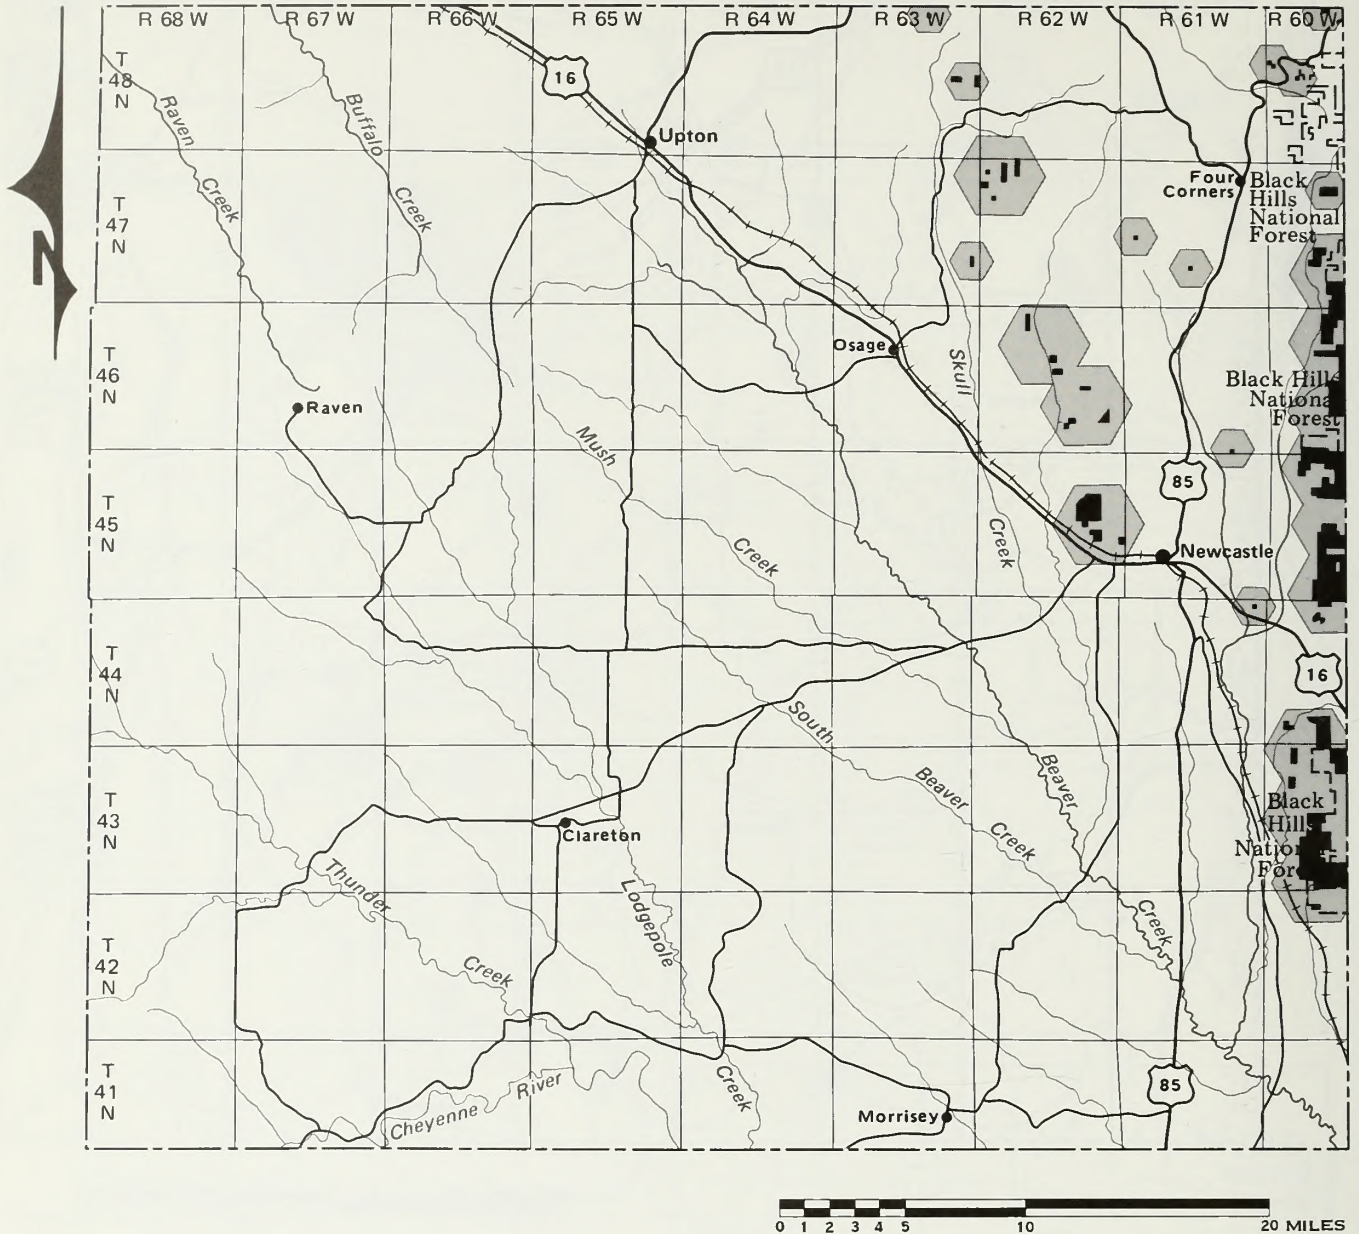 R 68 W R 67 W R 66 W R 65 W R 64 W R 63 W R 62 W R 61 W R 60 W
T
48
N
16
Raven
Creek
Buffalo
Creek
Upton
Four
Corners
Black
Hills
National
Forest
T
47
N
N
T
46
N
Osage
Skull
Creek
Raven
Black Hills
National
Forest
Mush
Creek
85
T
45
N
Newcastle
T
44
N
16
South
Beaver
Creek
Beaver
Creek
T
43
N
Clareton
Black
Hills
National
Forest
Thunder
Creek
Lodgepole
Creek
T
42
N
T
41
N
Cheyenne River
85
Morrisey
0 1 2 3 4 5 10 20 MILES